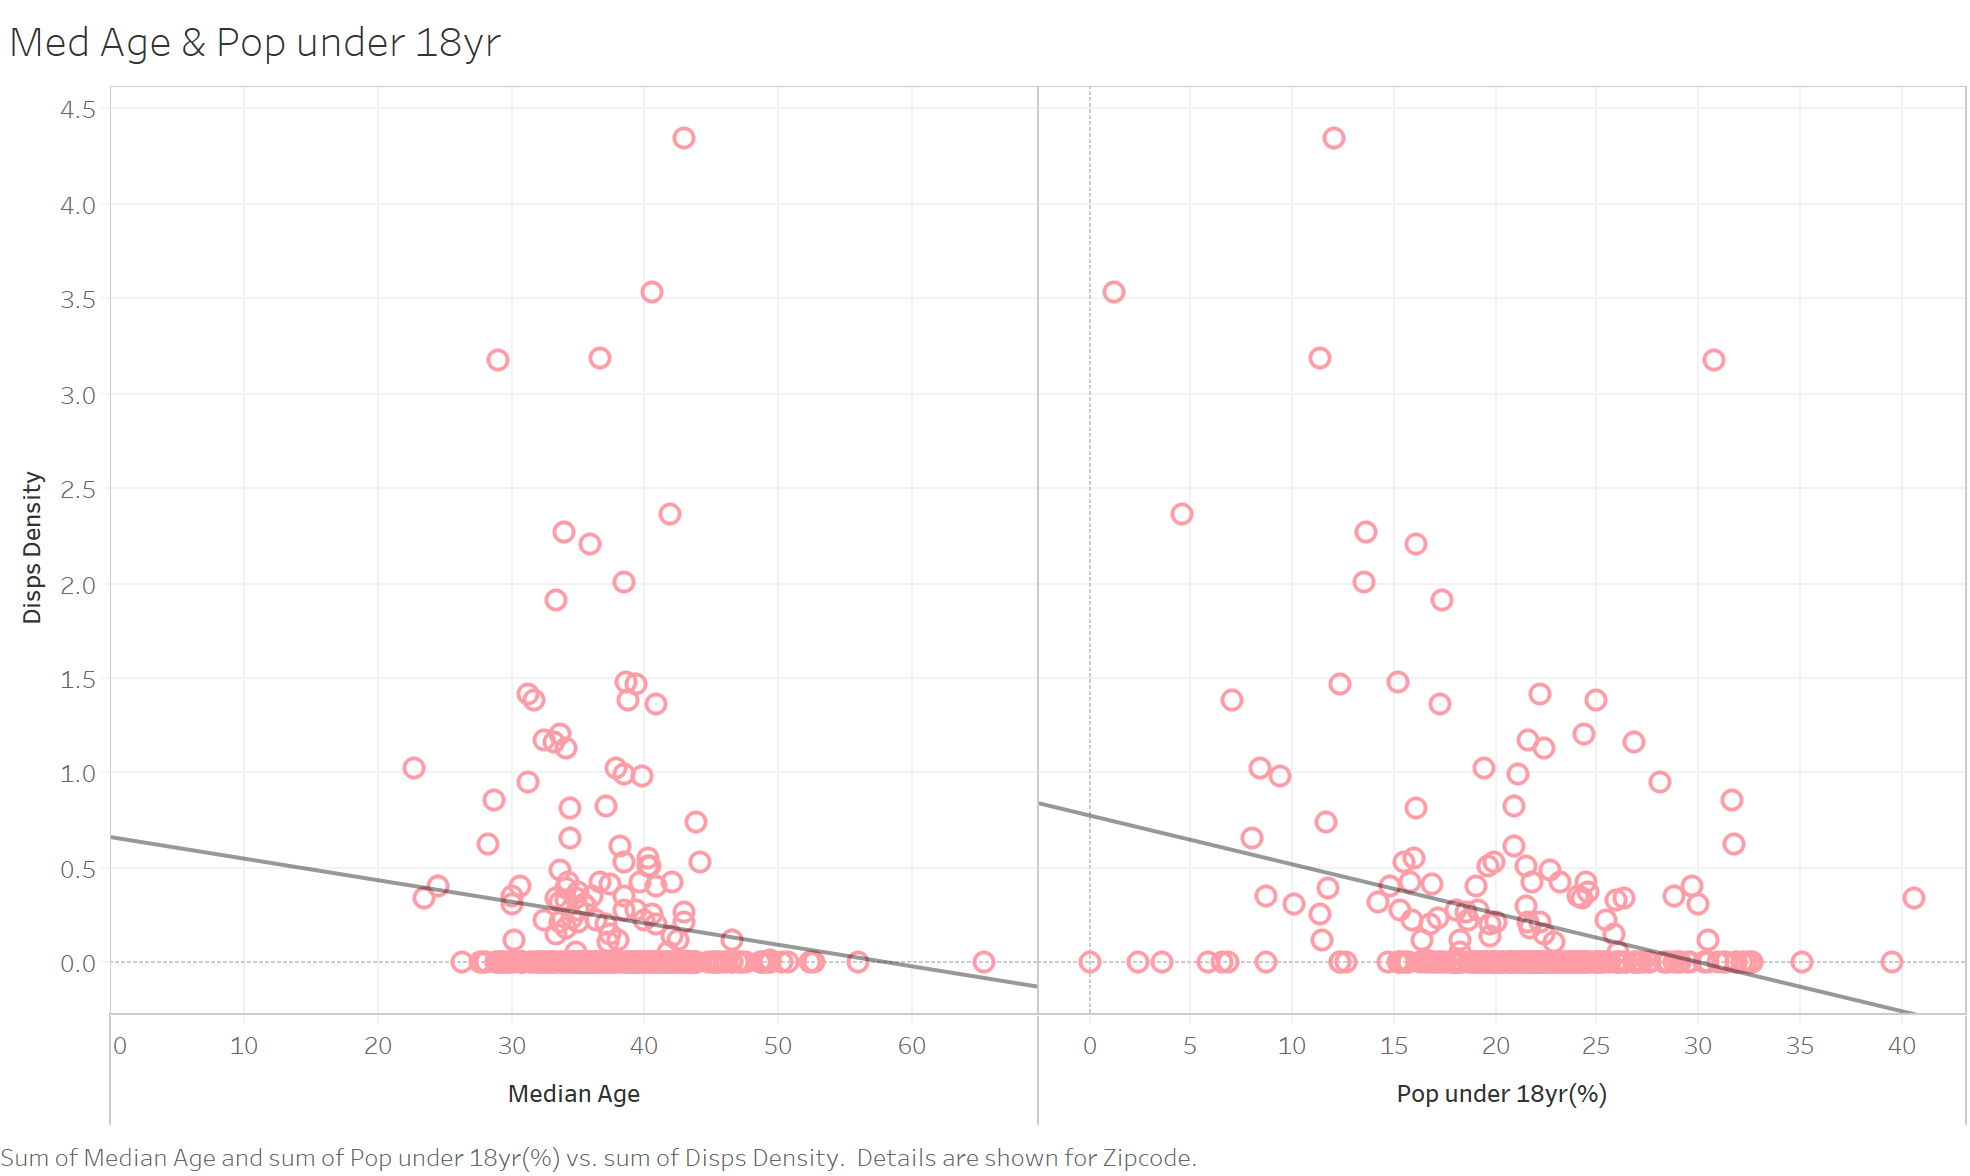 Med Age & Pop under 18yr
Disps Density
4.5
4.0
3.5
3.0
2.5
2.0
1.5
1.0
0.5
0.0
0 10 20 30 40 50 60
0 5 10 15 20 25 30 35 40
Median Age
Pop under 18yr(%)
Sum of Median Age and sum of Pop under 18yr(%) vs. sum of Disps Density.  Details are shown for Zipcode.